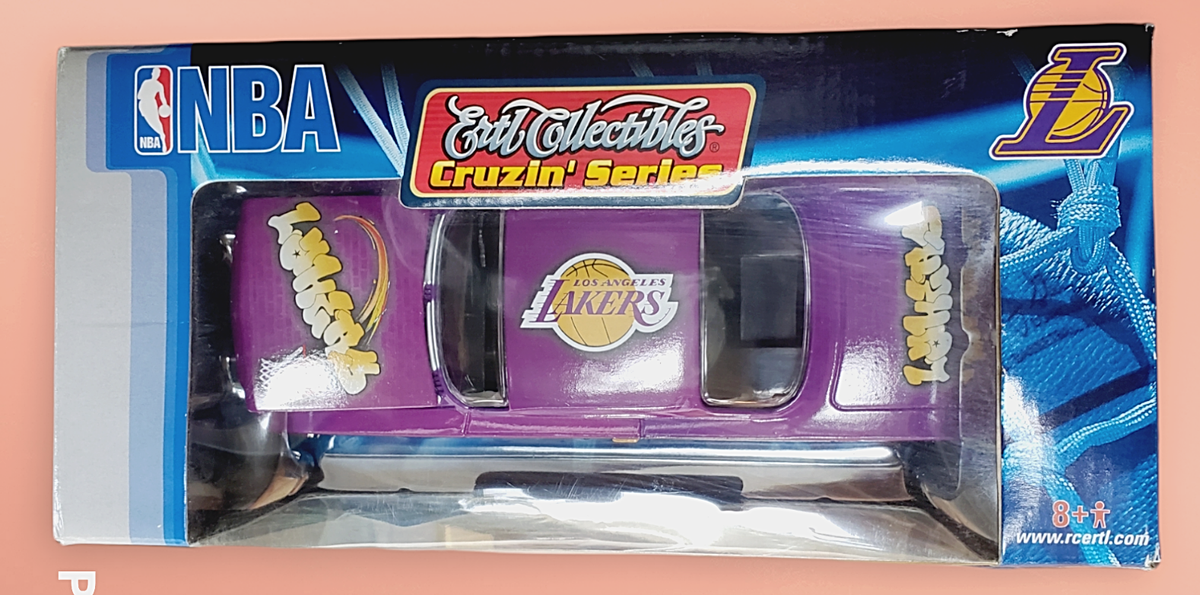 NBA
NBA
Ertl Collectibles®
Cruzin' Series
L
LAKERS
LOS ANGELES
LAKERS
LAKERS
8+
www.rcertl.com
P